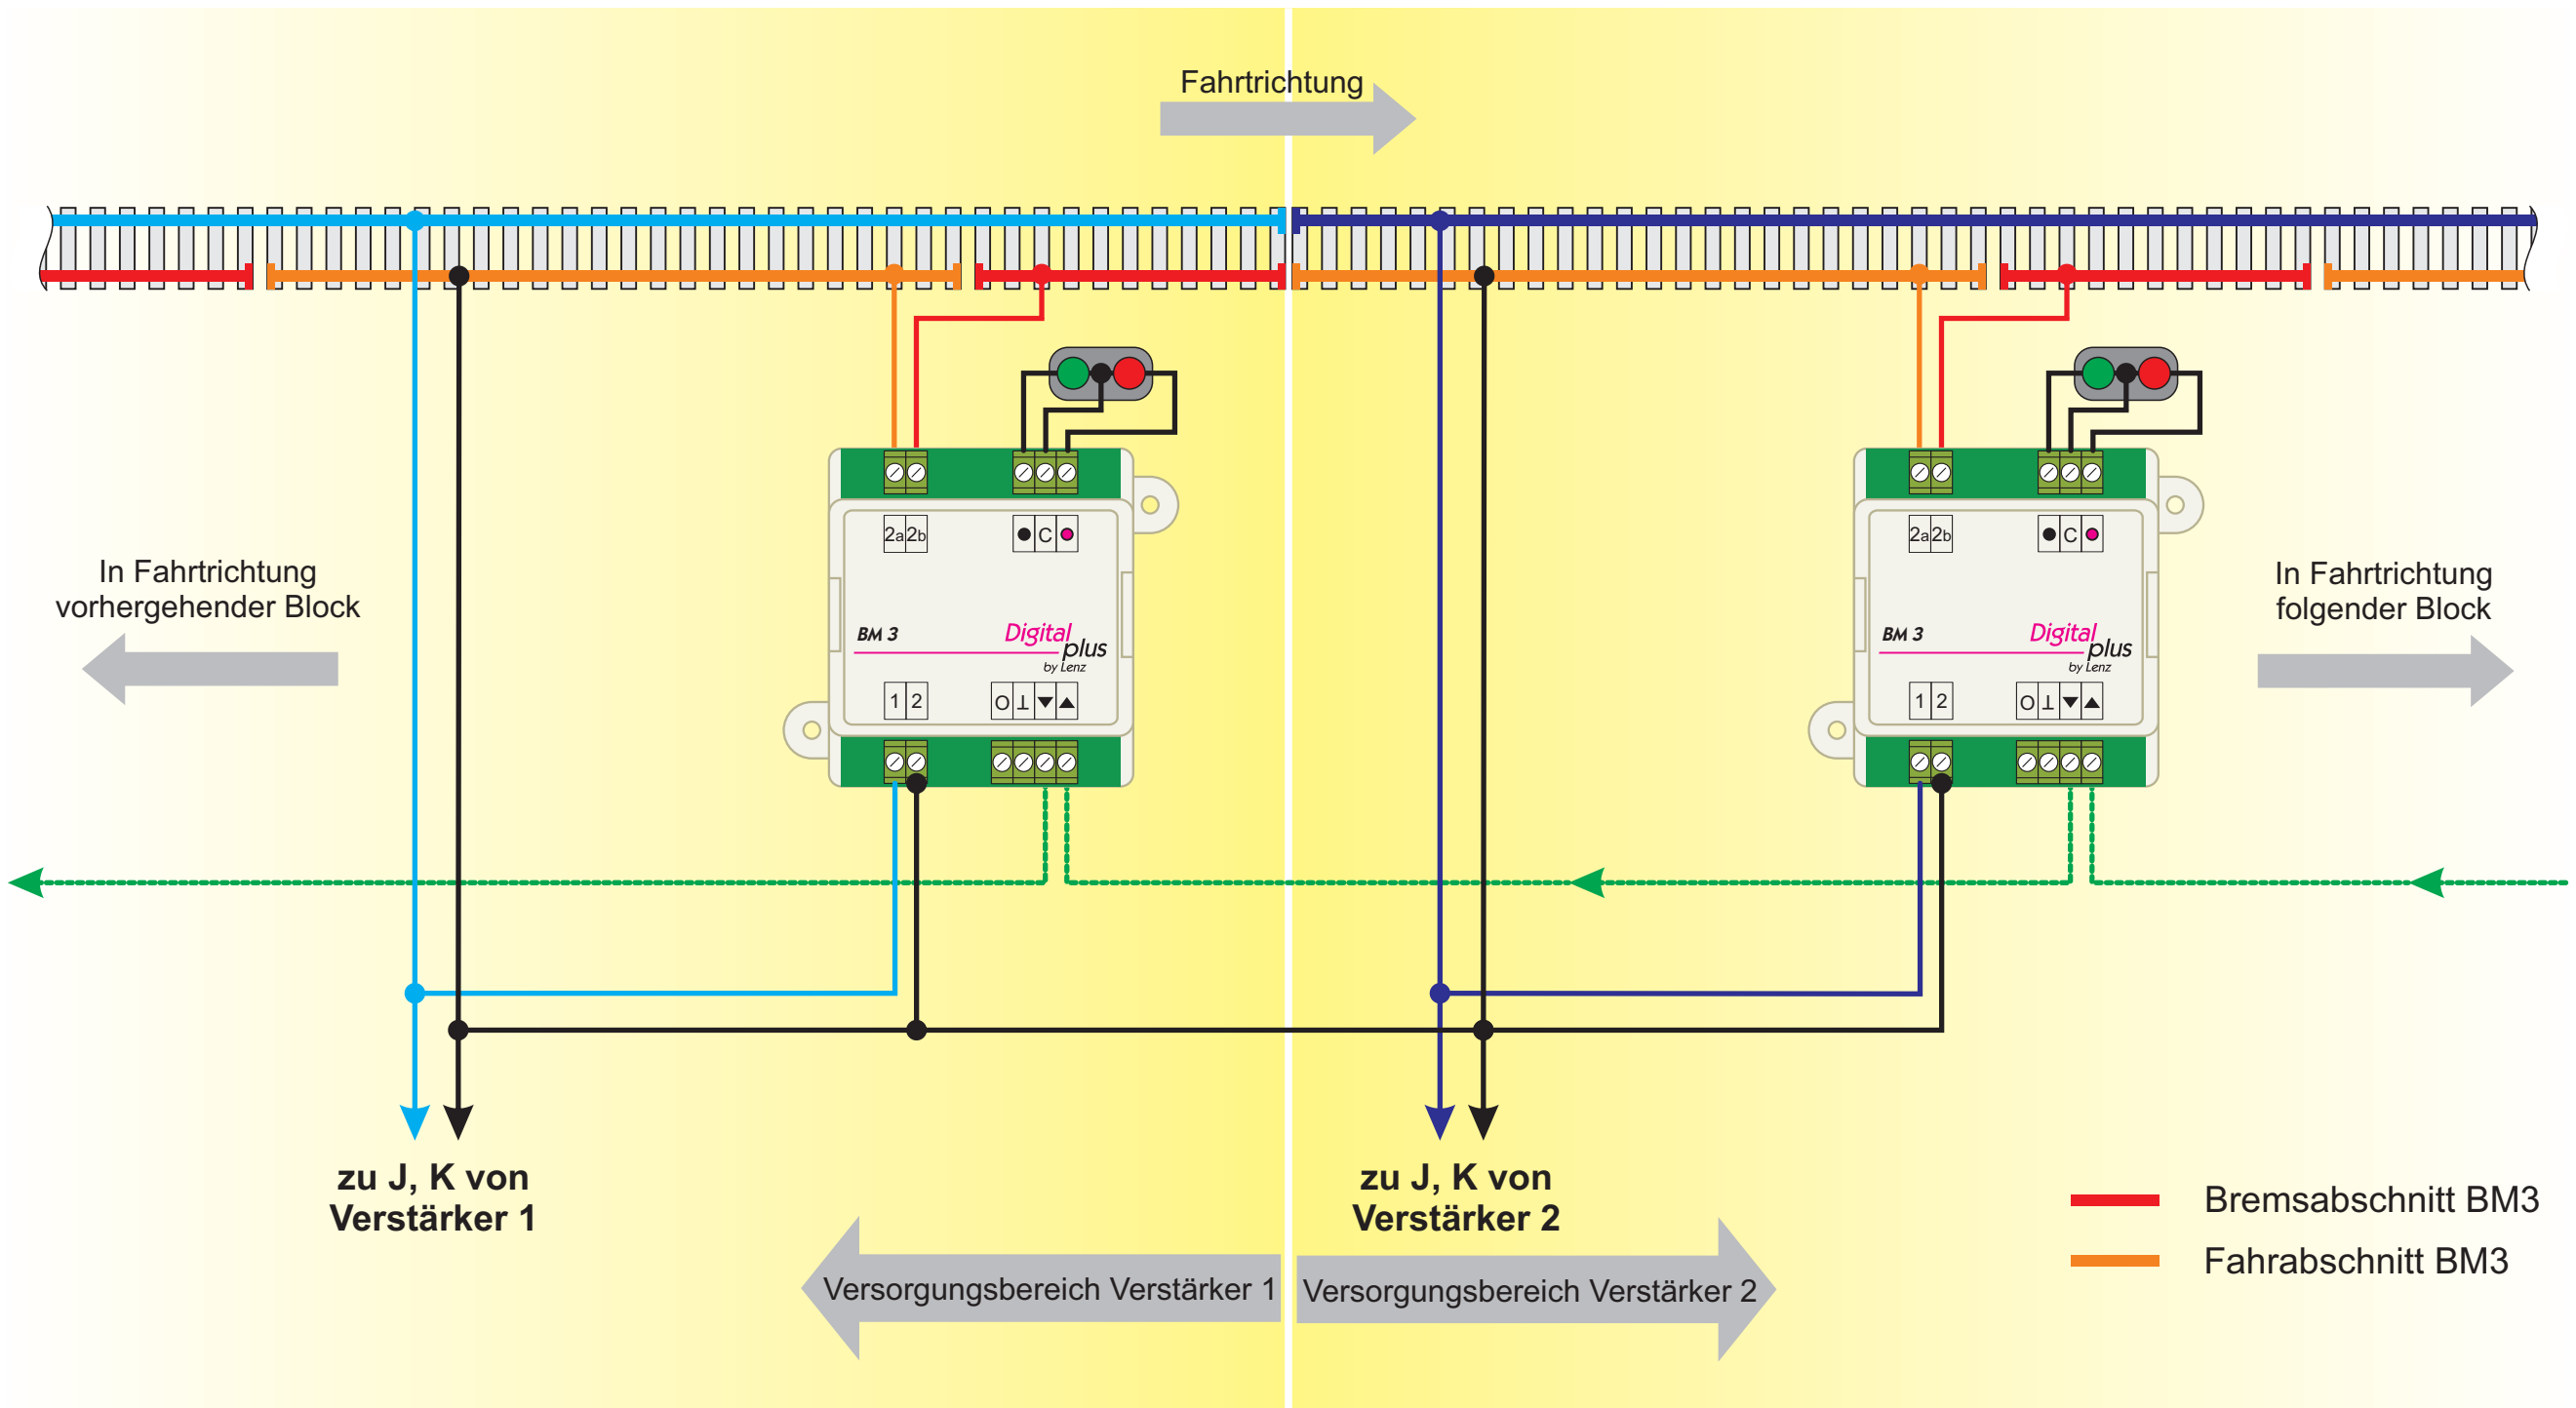 Fahrtrichtung
In Fahrtrichtung
vorhergehender Block
2a 2b
C
BM 3
Digital
plus
by Lenz
1 2
O ⊥ ▼ ▲
2a 2b
C
BM 3
Digital
plus
by Lenz
1 2
O ⊥ ▼ ▲
In Fahrtrichtung
folgender Block
zu J, K von
Verstärker 1
zu J, K von
Verstärker 2
Versorgungsbereich Verstärker 1
Versorgungsbereich Verstärker 2
Bremsabschnitt BM3
Fahrabschnitt BM3